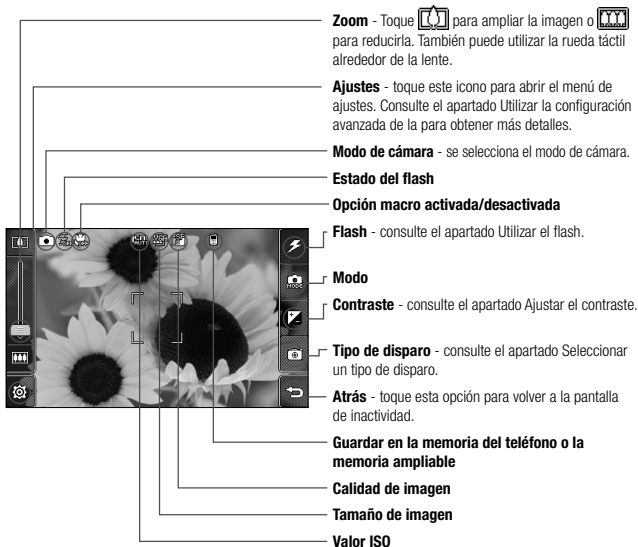 Zoom - Toque para ampliar la imagen o
para reducirla. También puede utilizar la rueda táctil
alrededor de la lente.
Ajustes - toque este icono para abrir el menú de
ajustes. Consulte el apartado Utilizar la configuración
avanzada de la para obtener más detalles.
Modo de cámara - se selecciona el modo de cámara.
Estado del flash
Opción macro activada/desactivada
Flash - consulte el apartado Utilizar el flash.
MODE
Modo
Contraste - consulte el apartado Ajustar el contraste.
Tipo de disparo - consulte el apartado Seleccionar
un tipo de disparo.
Atrás - toque esta opción para volver a la pantalla
de inactividad.
Guardar en la memoria del teléfono o la
memoria ampliable
Calidad de imagen
Tamaño de imagen
Valor ISO